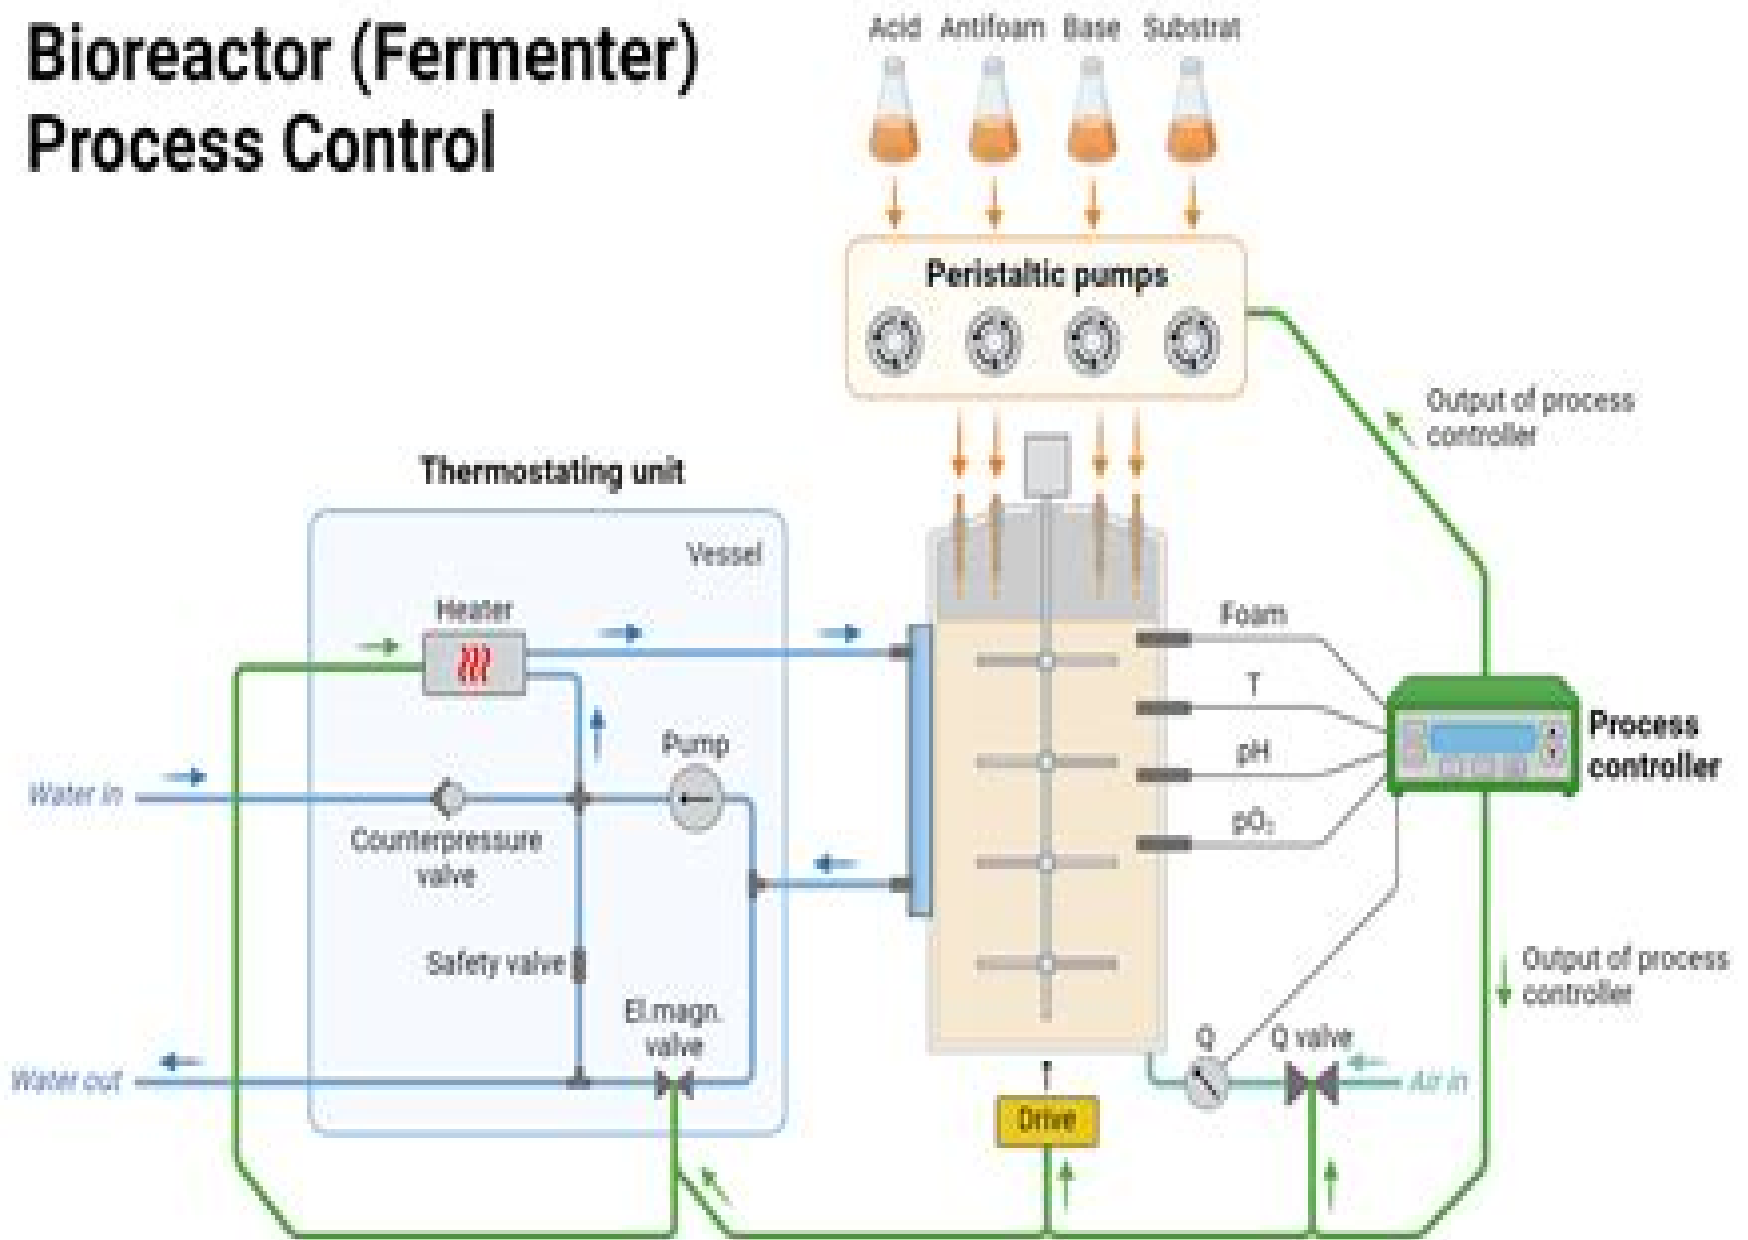 Bioreactor (Fermenter)
Process Control
Acid Antifoam Base Substrat
Peristaltic pumps
Output of process
controller
Thermostating unit
Vessel
Heater
Foam
T
Process
controller
pH
Pump
Water in
pO₂
Counterpressure
valve
Safety valve
Output of process
controller
El.magn.
valve
Q
Q valve
Water out
Air in
Drive